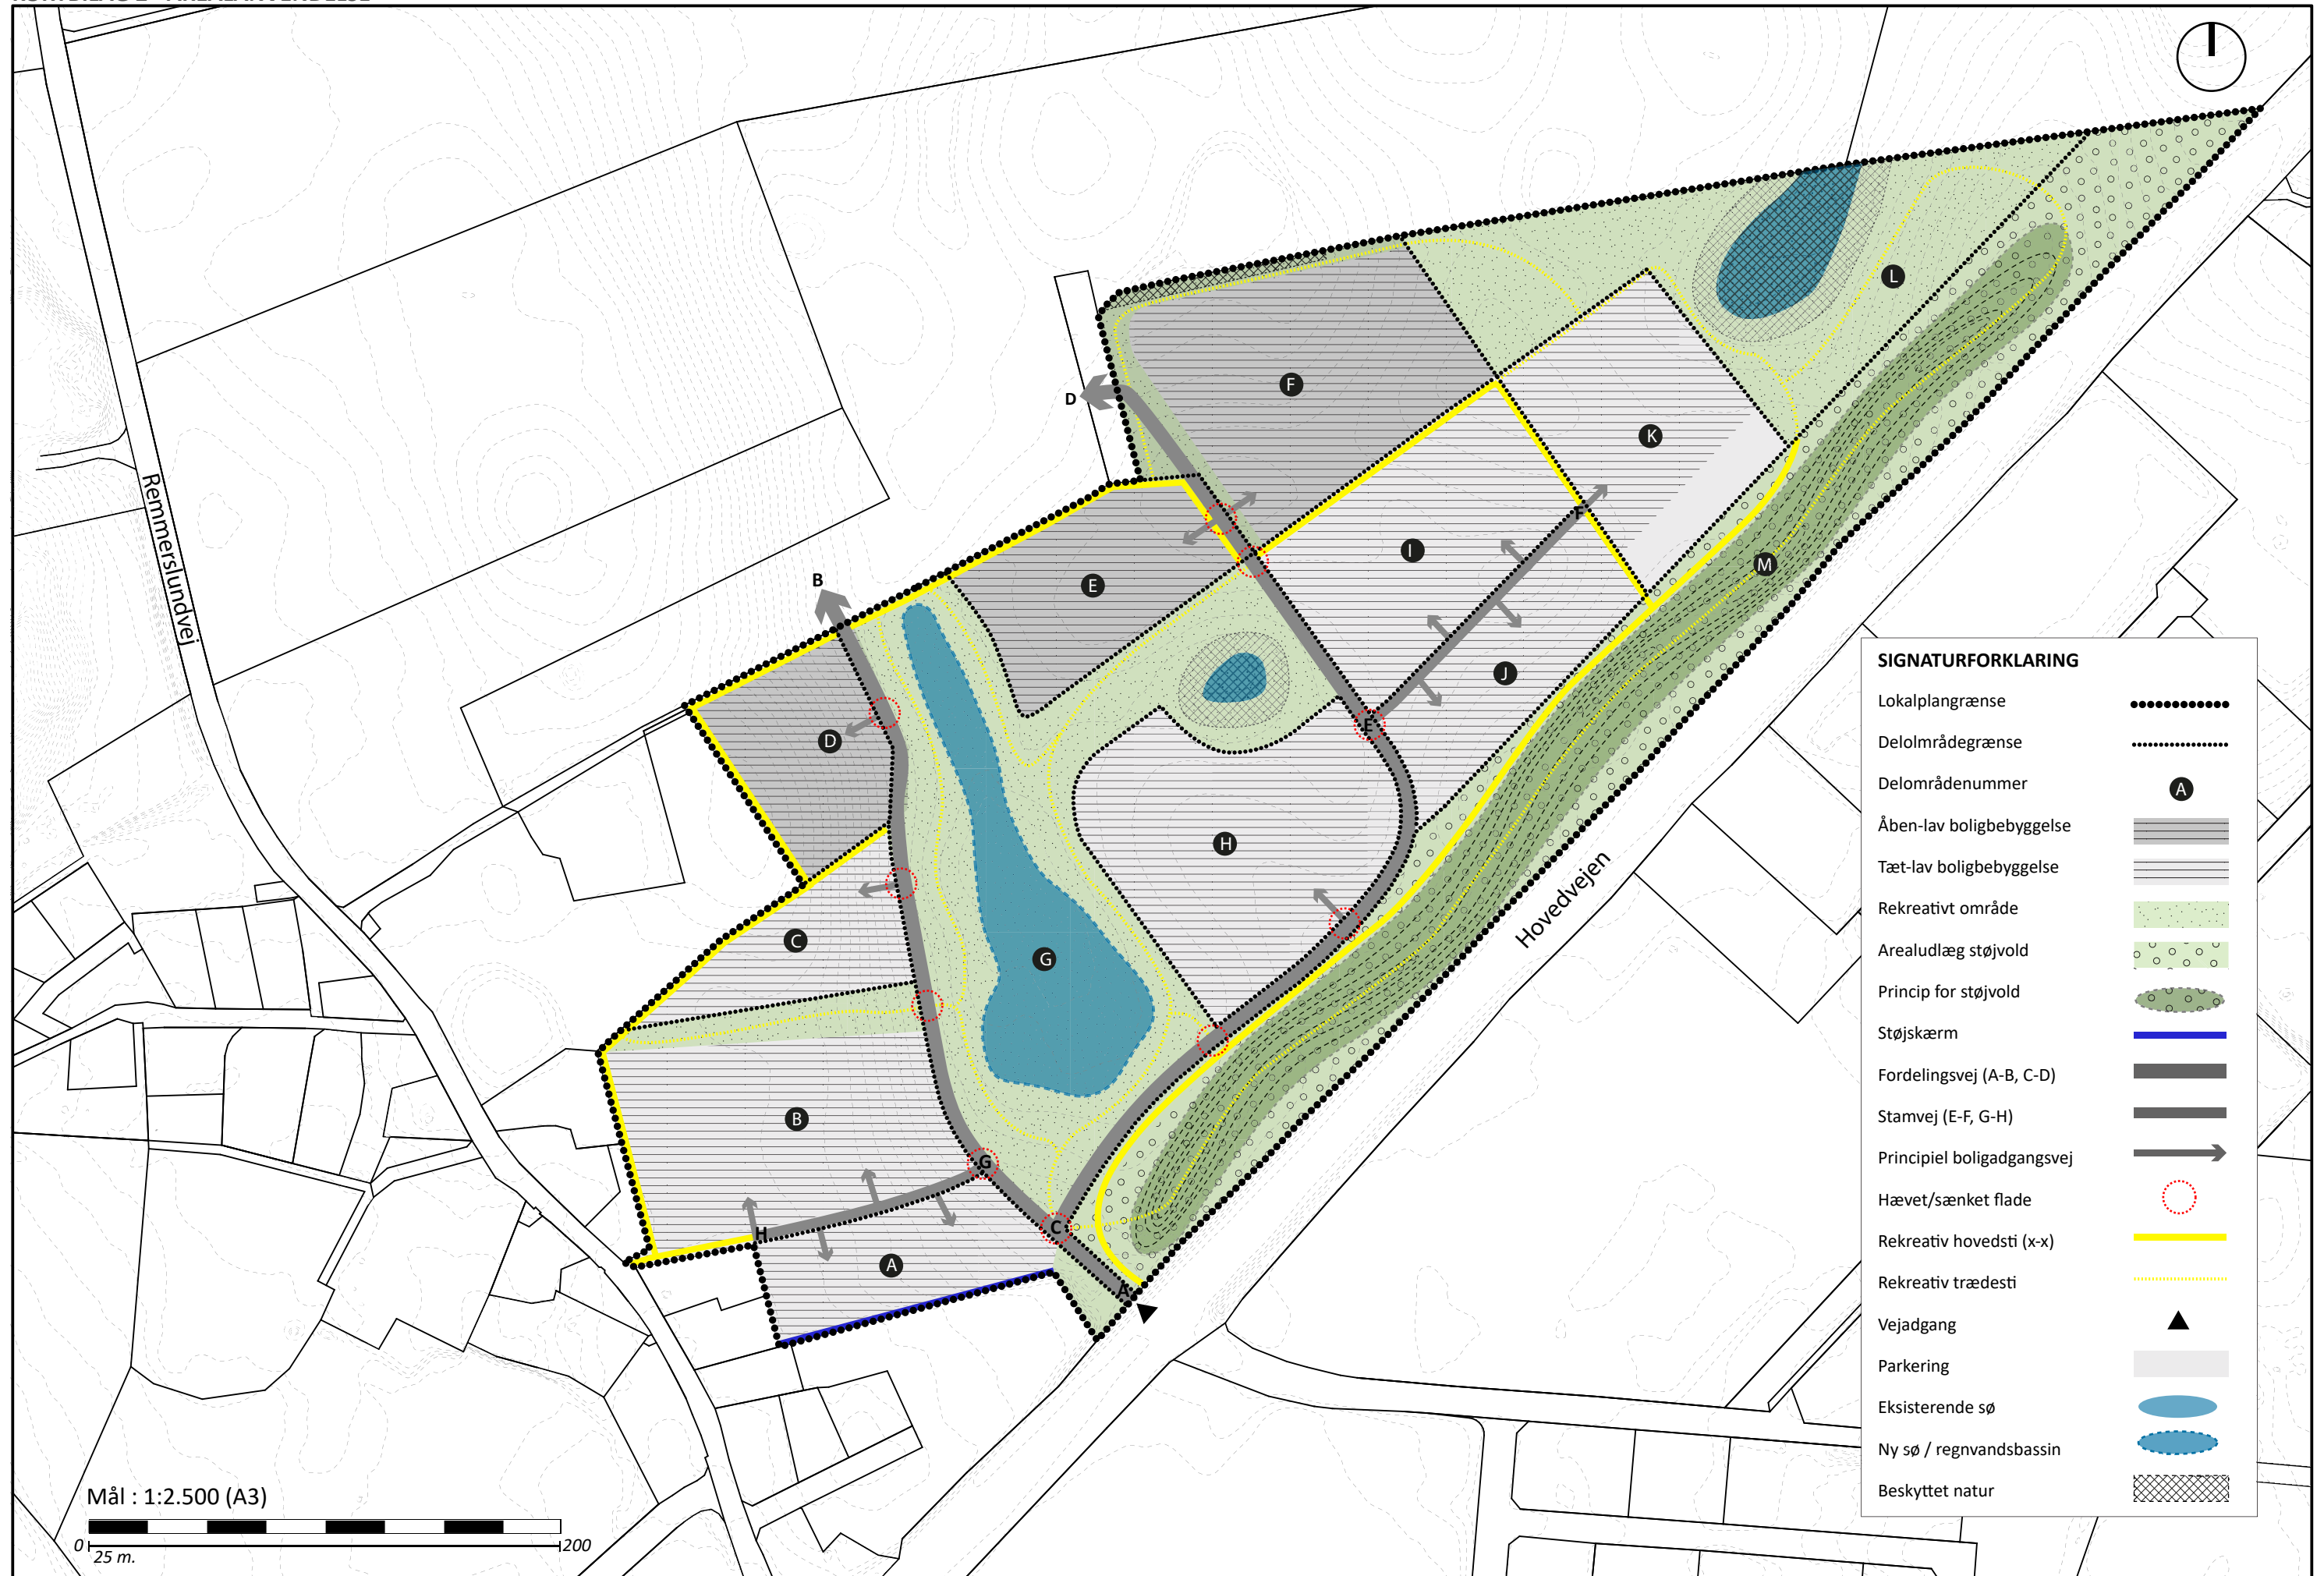 D
F
L
K
I
M
E
B
J
D
F
E
H
C
G
B
G
C
H
A
A
Remmerslundvej
Hovedvejen
SIGNATURFORKLARING
Lokalplangrænse
Delolmrådegrænse
Delområdenummer
A
Åben-lav boligbebyggelse
Tæt-lav boligbebyggelse
Rekreativt område
Arealudlæg støjvold
Princip for støjvold
Støjskærm
Fordelingsvej (A-B, C-D)
Stamvej (E-F, G-H)
Principiel boligadgangsvej
Hævet/sænket flade
Rekreativ hovedsti (x-x)
Rekreativ trædesti
Vejadgang
Parkering
Eksisterende sø
Ny sø / regnvandsbassin
Beskyttet natur
Mål : 1:2.500 (A3)
0
25 m.
200